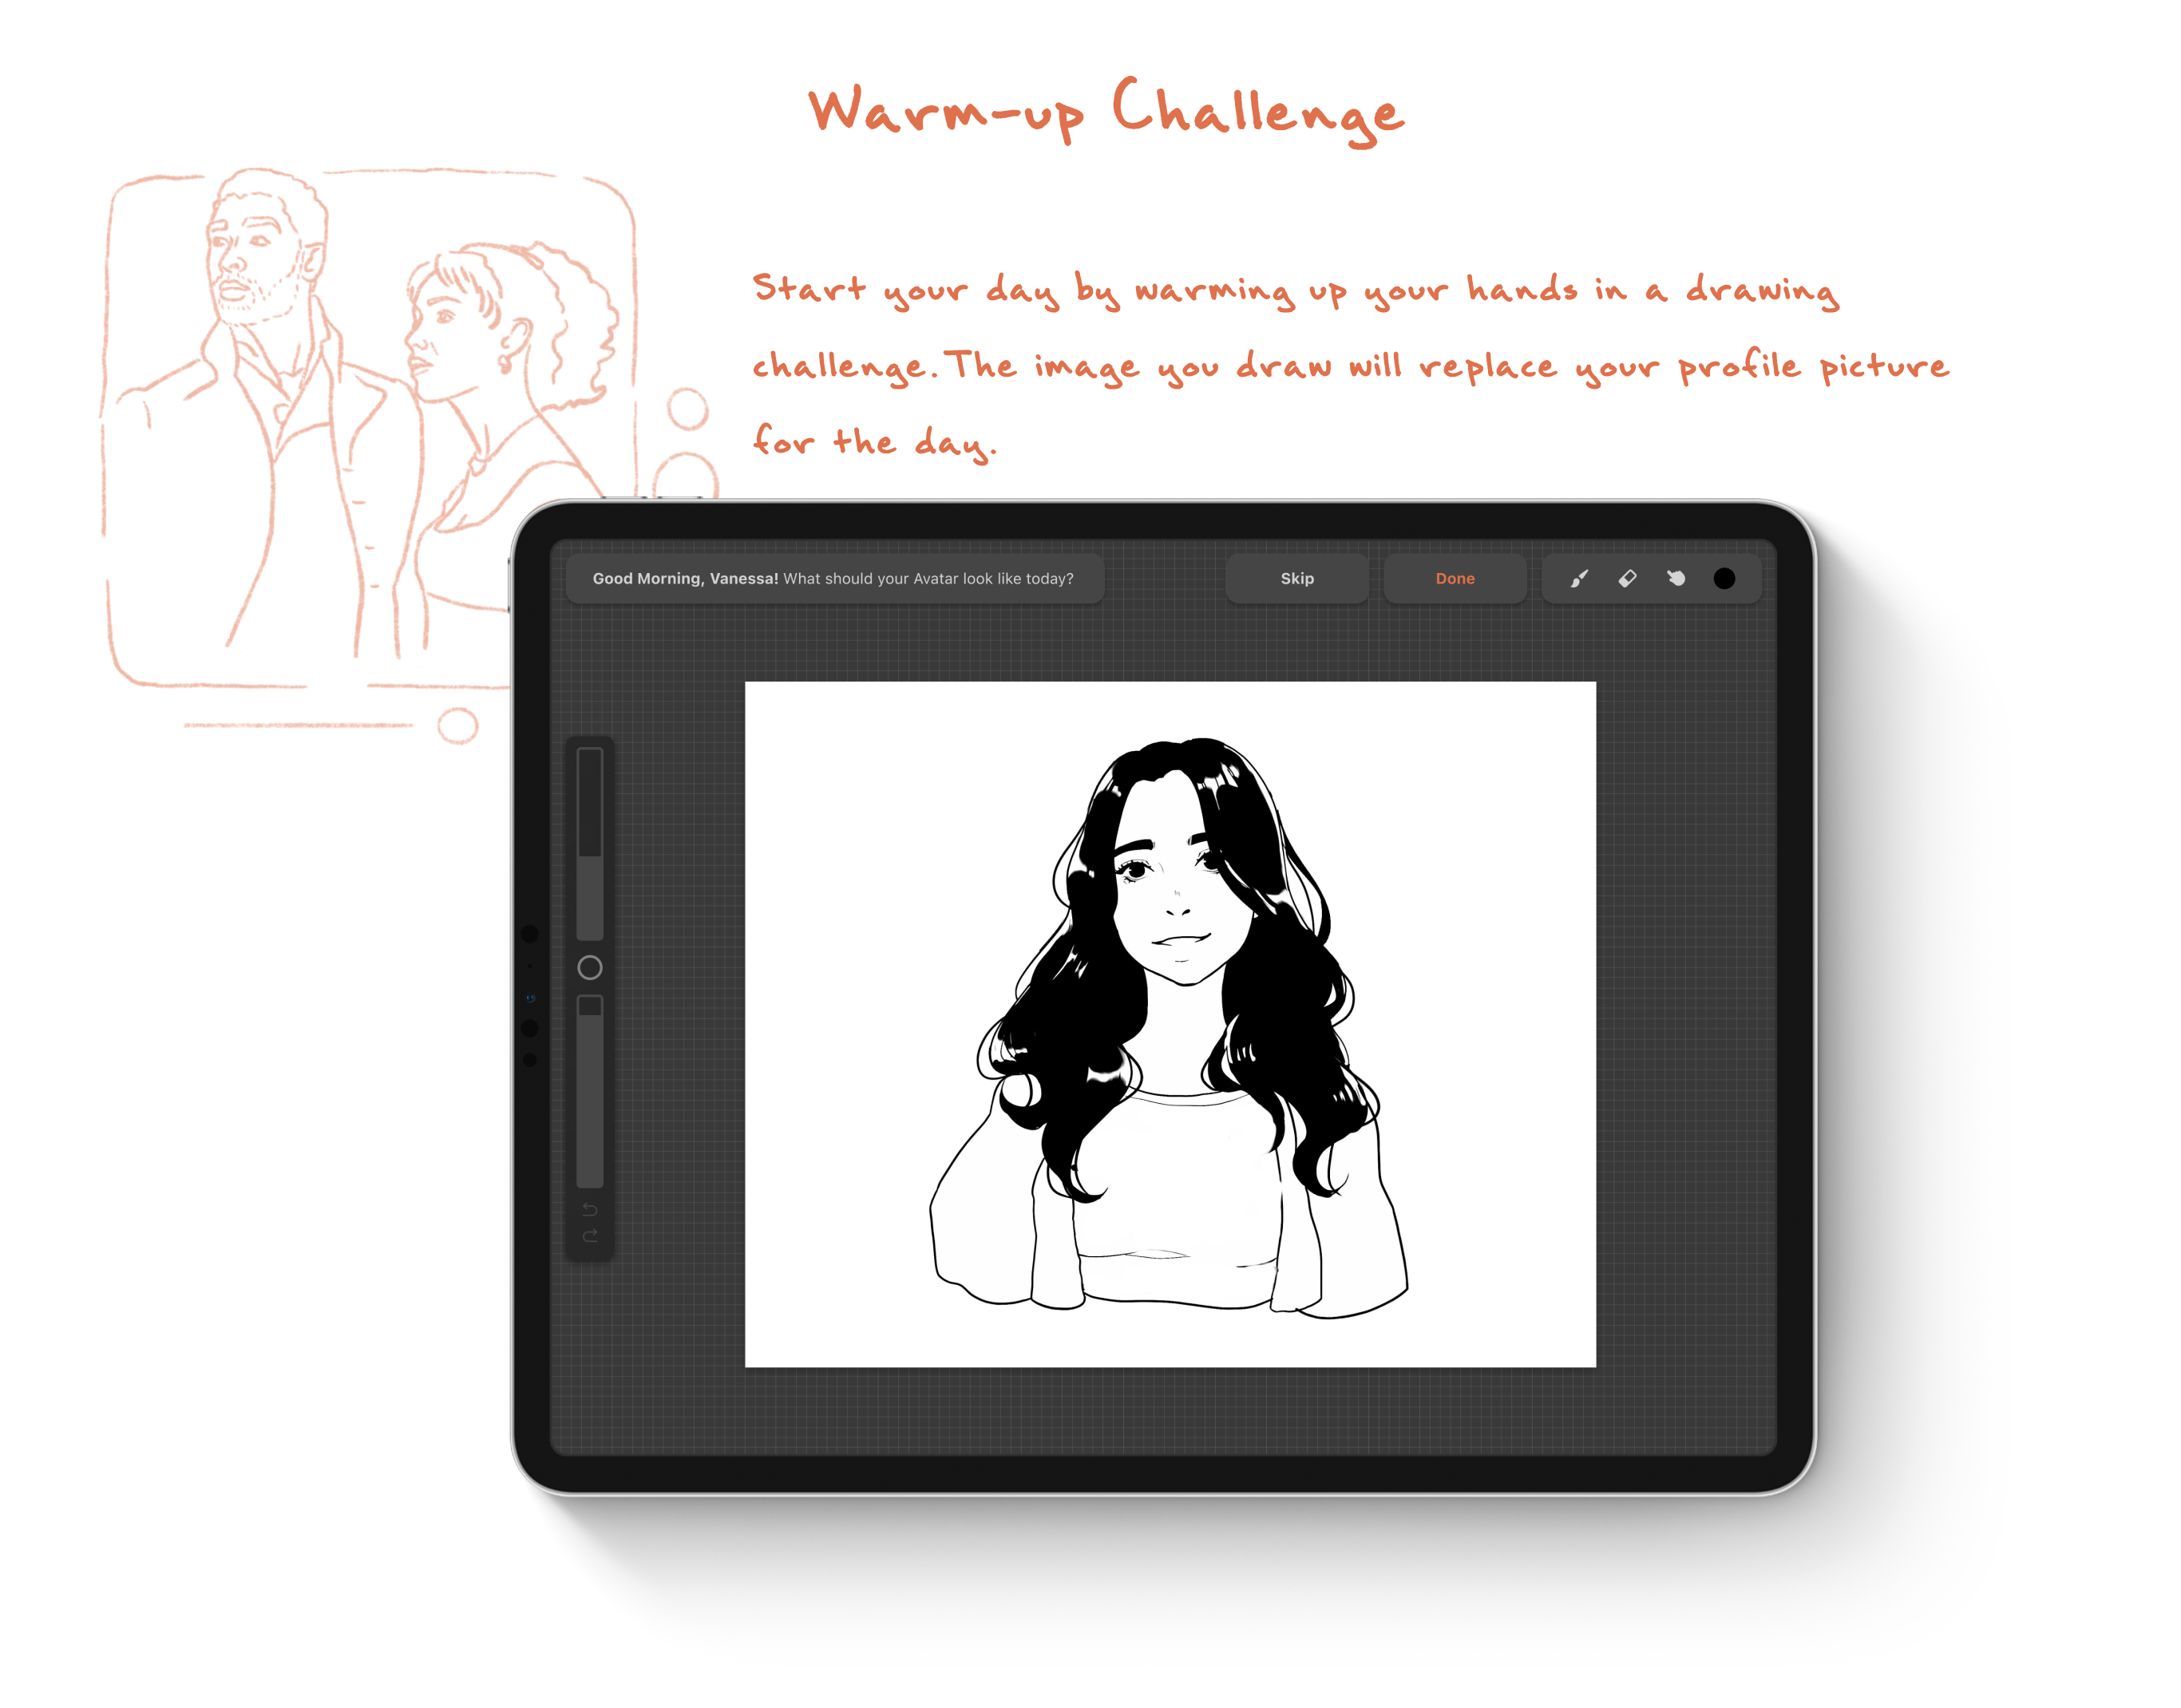 Warm-up Challenge
Start your day by warming up your hands in a drawing
challenge.The image you draw will replace your profile picture
for the day.
Good Morning, Vanessa! What should your Avatar look like today?
Skip
Done